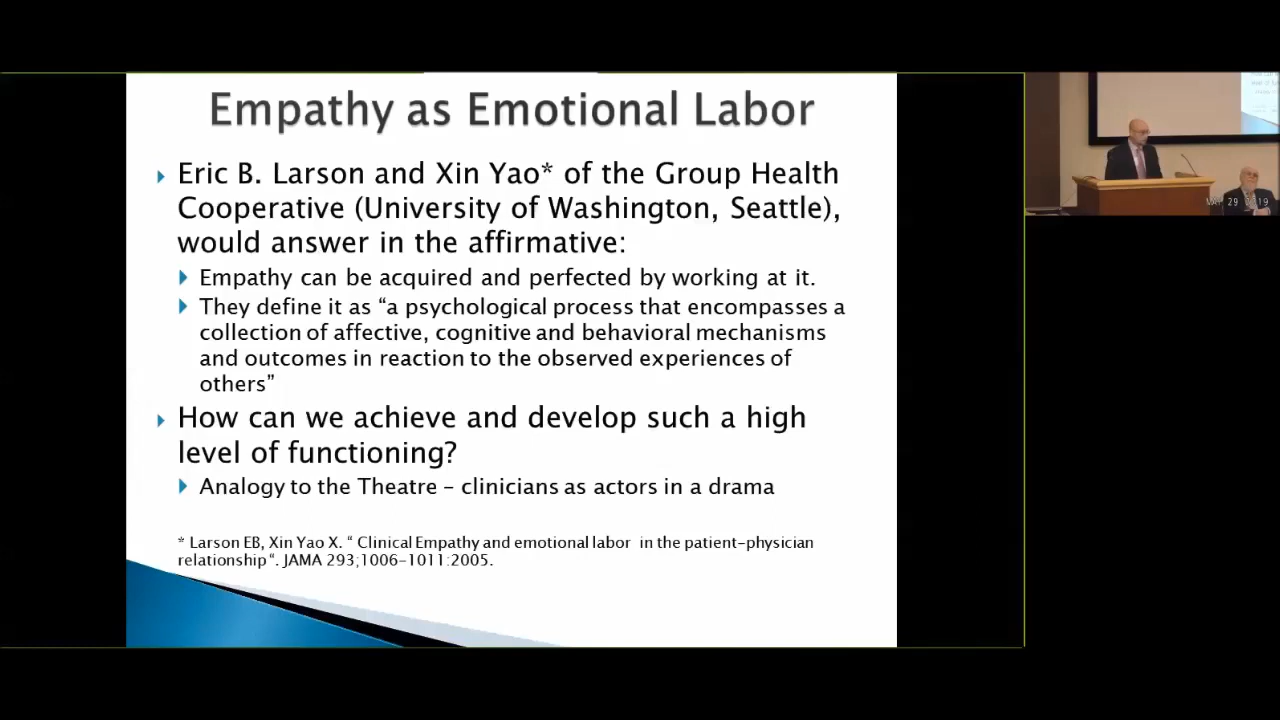 Empathy as Emotional Labor
Eric B. Larson and Xin Yao* of the Group Health
Cooperative (University of Washington, Seattle),
would answer in the affirmative:
Empathy can be acquired and perfected by working at it.
They define it as “a psychological process that encompasses a
collection of affective, cognitive and behavioral mechanisms
and outcomes in reaction to the observed experiences of
others”
How can we achieve and develop such a high
level of functioning?
Analogy to the Theatre – clinicians as actors in a drama
* Larson EB, Xin Yao X. “ Clinical Empathy and emotional labor in the patient-physician
relationship “. JAMA 293;1006-1011:2005.
MAY 29 2019